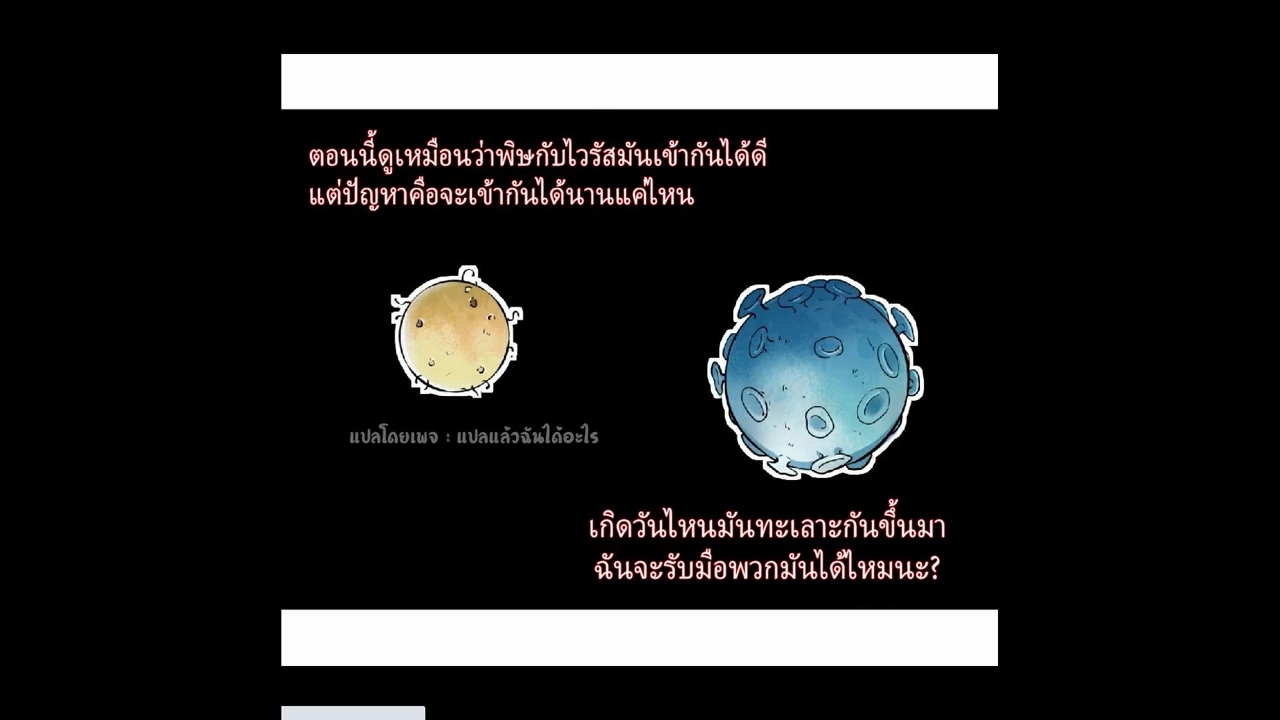 ตอนนี้ดูเหมือนว่าพิษกับไวรัสมันเข้ากันได้ดี
แต่ปัญหาคือจะเข้ากันได้นานแค่ไหน
แปลโดยเพจ : แปลแล้วฉันได้อะไร
เกิดวันไหนมันทะเลาะกันขึ้นมา
ฉันจะรับมือพวกมันได้ไหมนะ?